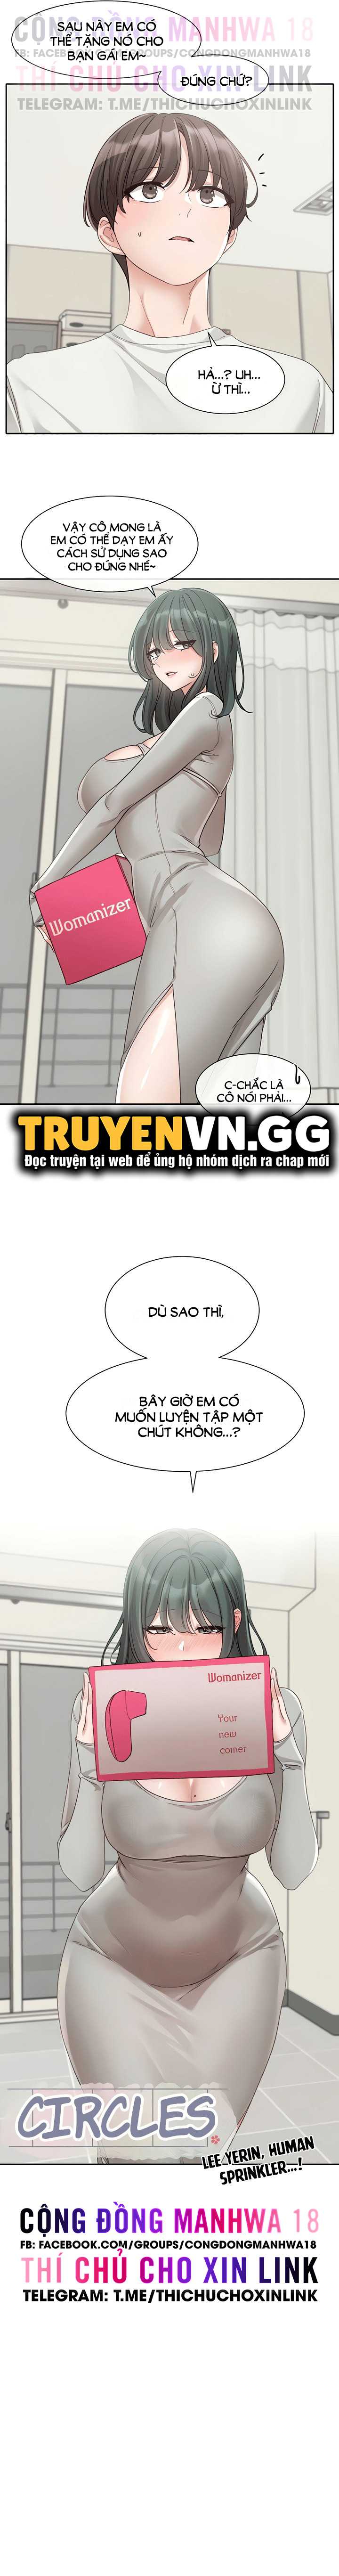 CỘNG ĐỒNG MANHWA 18
SAU NÀY EM CÓ
THỂ TẶNG NÓ CHO
BẠN GÁI EM~
FB: FACEBOOK.COM/GROUPS/CONGDONGMANHWA18
THÍ CHỦ CHO XIN LINK
ĐÚNG CHỨ?
TELEGRAM: T.ME/THICHUCHOXINLINK
HẢ...? UH...
Ừ THÌ...
VẬY CÔ MONG LÀ
EM CÓ THỂ DẠY EM ẤY
CÁCH SỬ DỤNG SAO
CHO ĐÚNG NHÉ~
Womanizer
C-CHẮC LÀ
CÔ NÓI PHẢI...
TRUYENVN.GG
Đọc truyện tại web để ủng hộ nhóm dịch ra chap mới
DÙ SAO THÌ,
BÂY GIỜ EM CÓ
MUỐN LUYỆN TẬP MỘT
CHÚT KHÔNG...?
Womanizer
Your
new
comer
CIRCLES
LEE YERIN, HUMAN
SPRINKLER...!
CỘNG ĐỒNG MANHWA 18
FB: FACEBOOK.COM/GROUPS/CONGDONGMANHWA18
THÍ CHỦ CHO XIN LINK
TELEGRAM: T.ME/THICHUCHOXINLINK